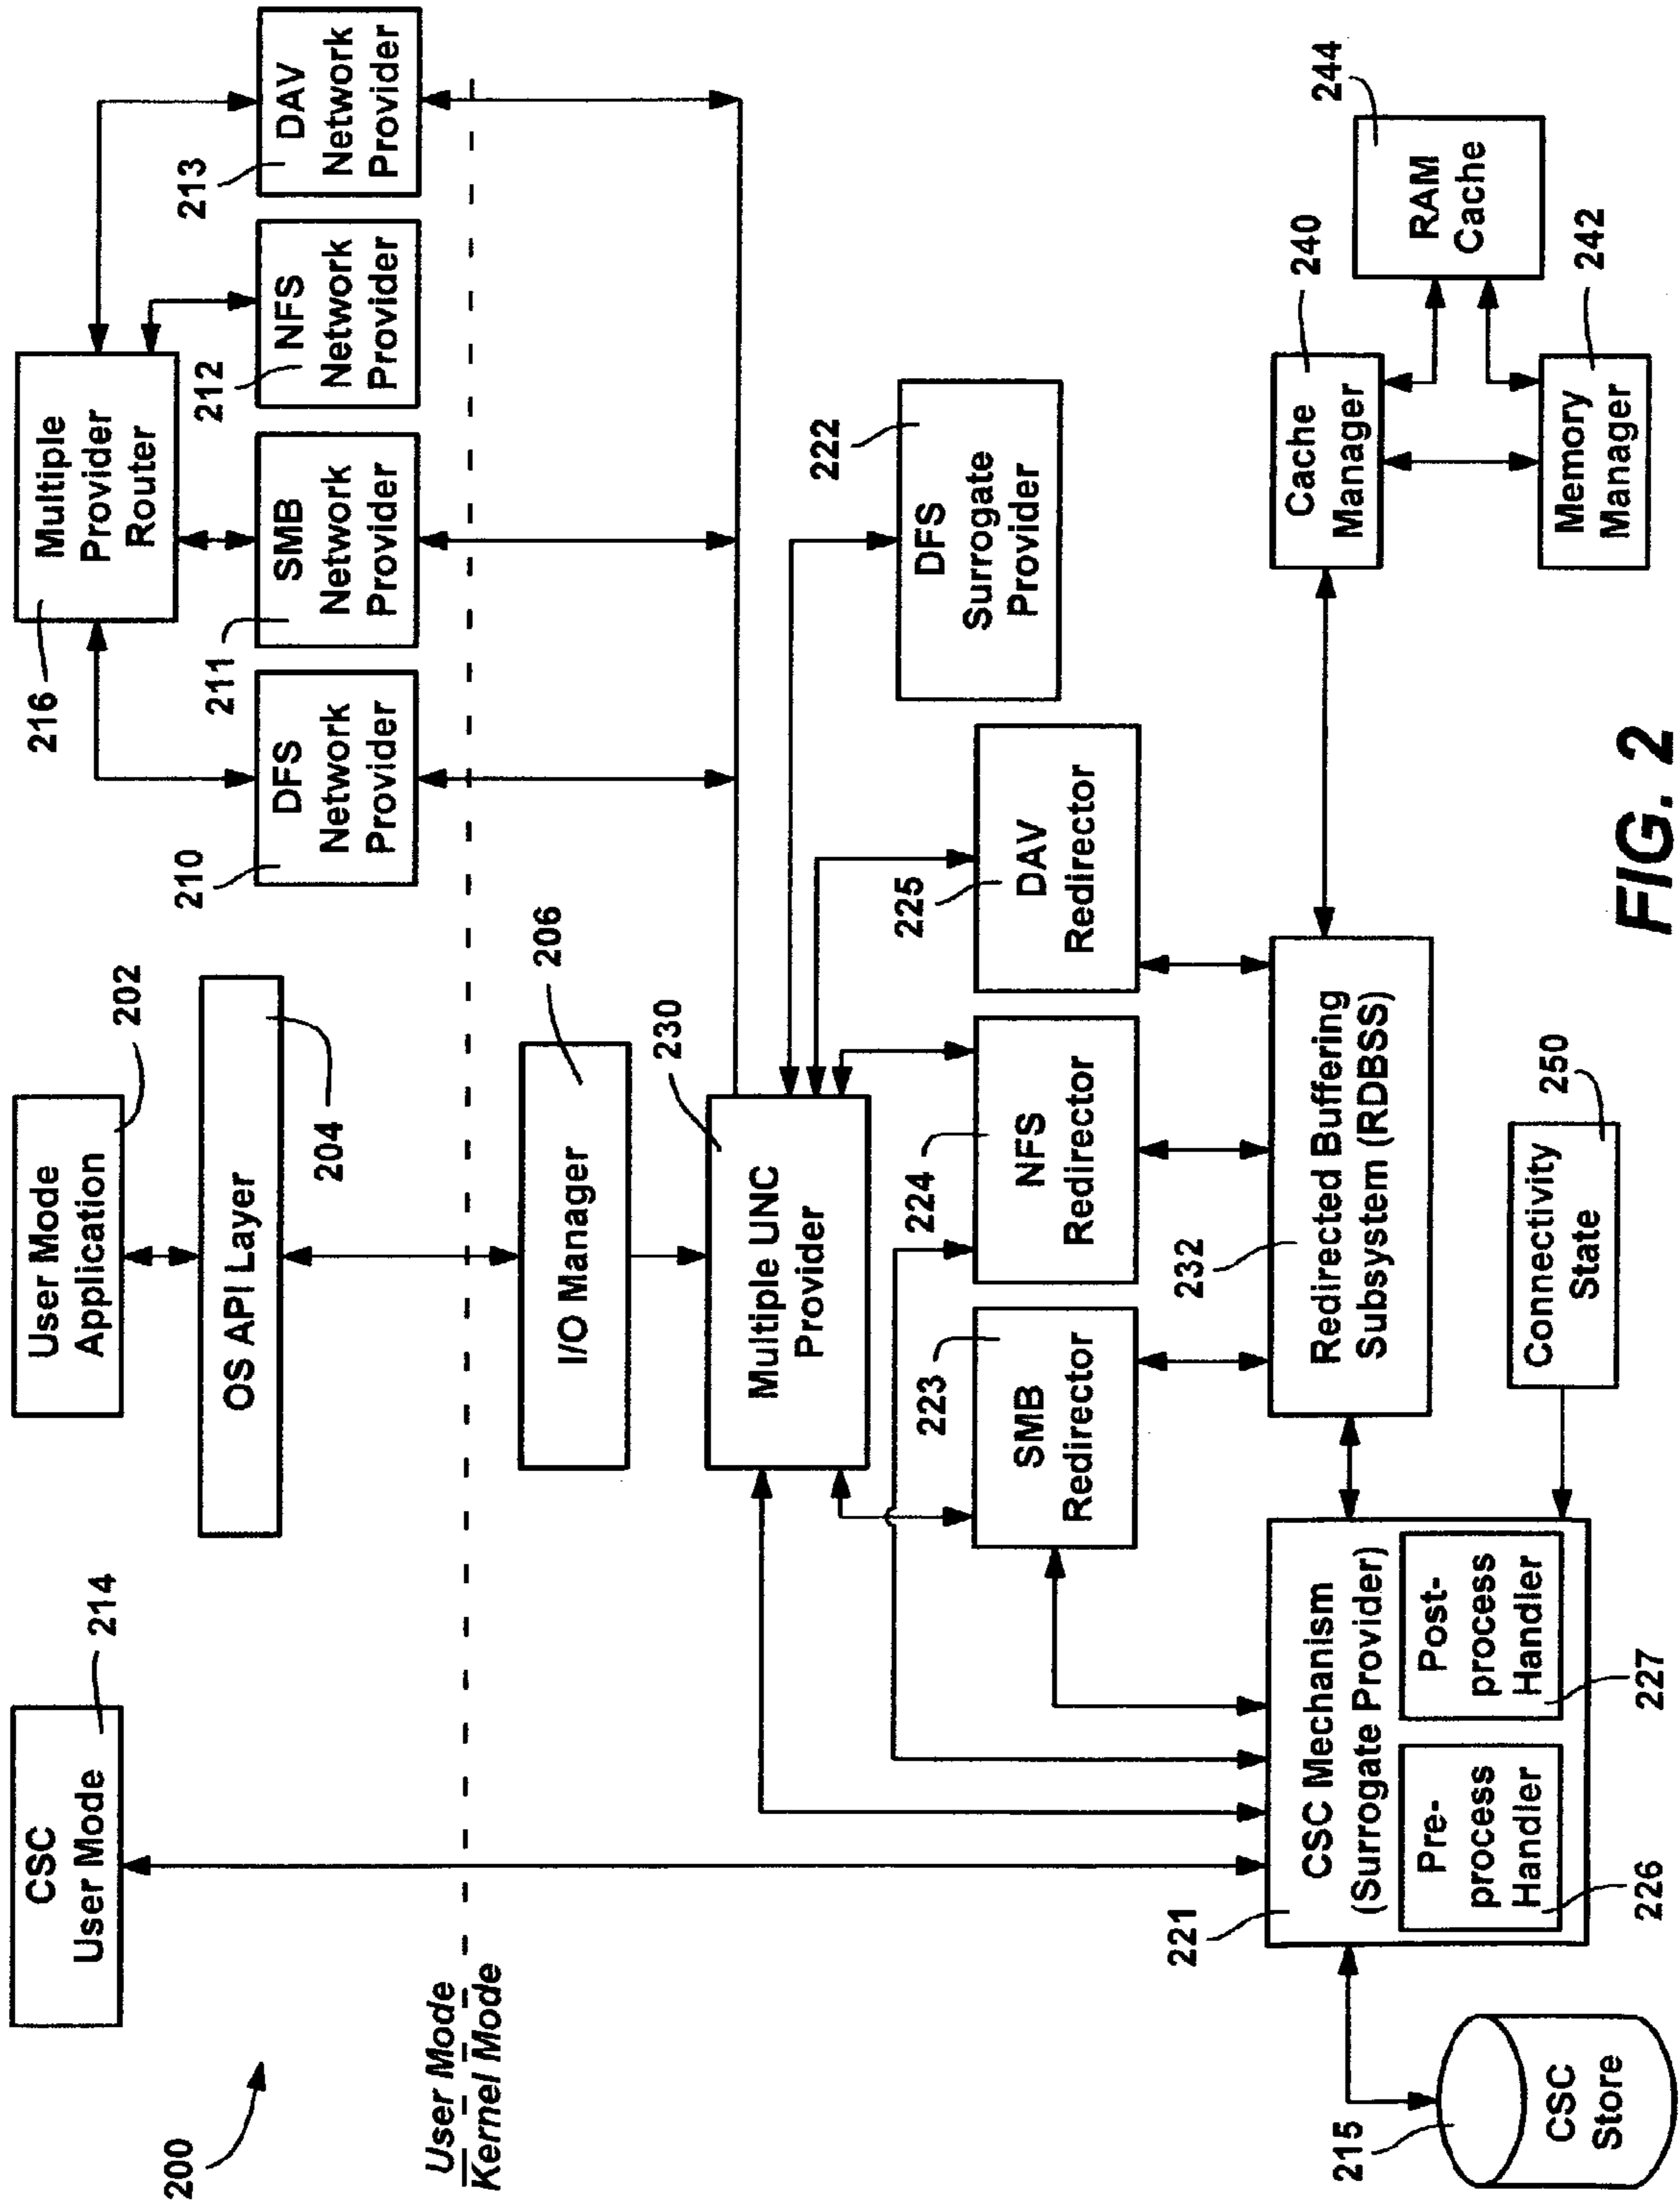 200
CSC
User Mode
214
User Mode
Application
202
OS API Layer
204
Multiple
Provider
Router
216
DFS
Network
Provider
210
SMB
Network
Provider
211
NFS
Network
Provider
212
DAV
Network
Provider
213
User Mode
Kernel Mode
I/O Manager
206
Multiple UNC
Provider
230
DFS
Surrogate
Provider
222
SMB
Redirector
223
NFS
Redirector
224
DAV
Redirector
225
CSC Mechanism
(Surrogate Provider)
221
Pre-
process
Handler
226
Post-
process
Handler
227
CSC
Store
215
Redirected Buffering
Subsystem (RDBSS)
232
Connectivity
State
250
Cache
Manager
240
Memory
Manager
242
RAM
Cache
244
FIG. 2